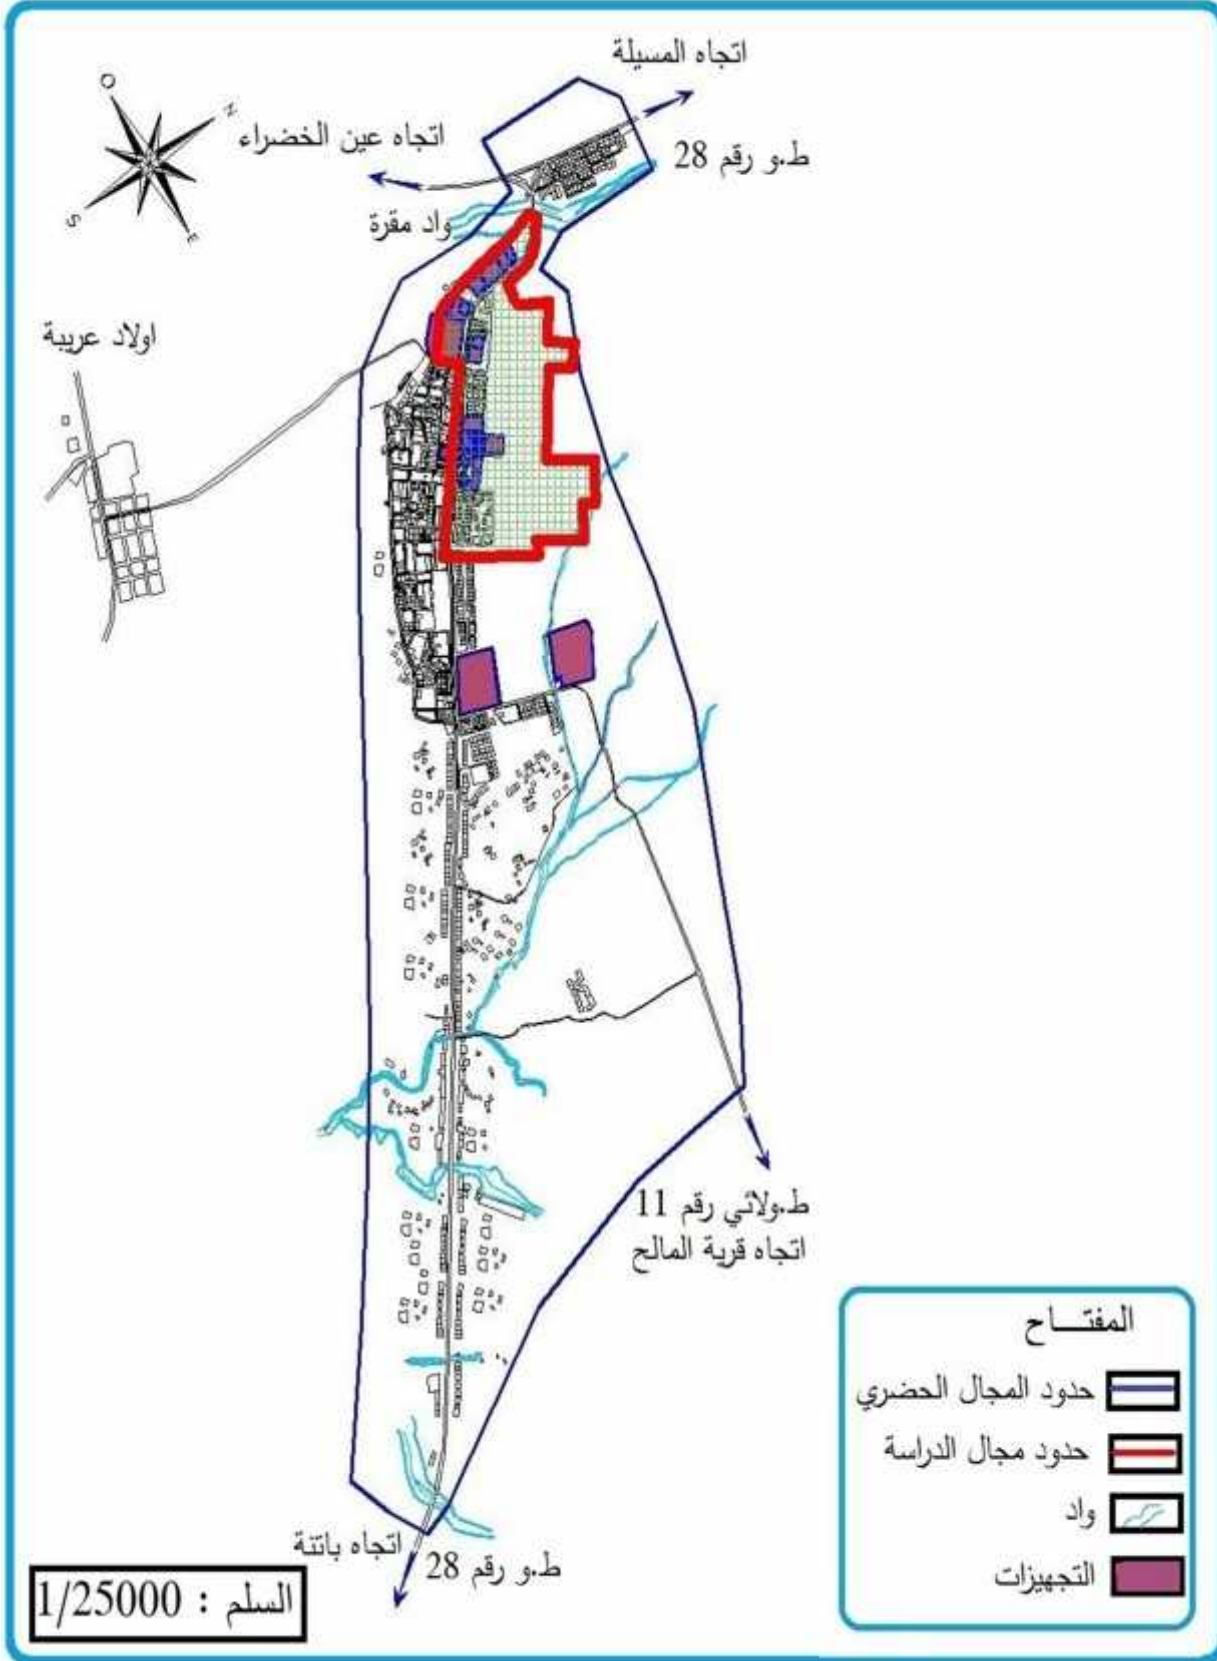 اتجاه المسيلة
O
N
اتجاه عين الخضراء
ط.و رقم 28
S
E
واد مقرة
اولاد عريبة
ط.ولائي رقم 11
اتجاه قرية المالح
المفتـــاح
حدود المجال الحضري
حدود مجال الدراسة
واد
التجهيزات
اتجاه باتنة
ط.و رقم 28
السلم : 1/25000